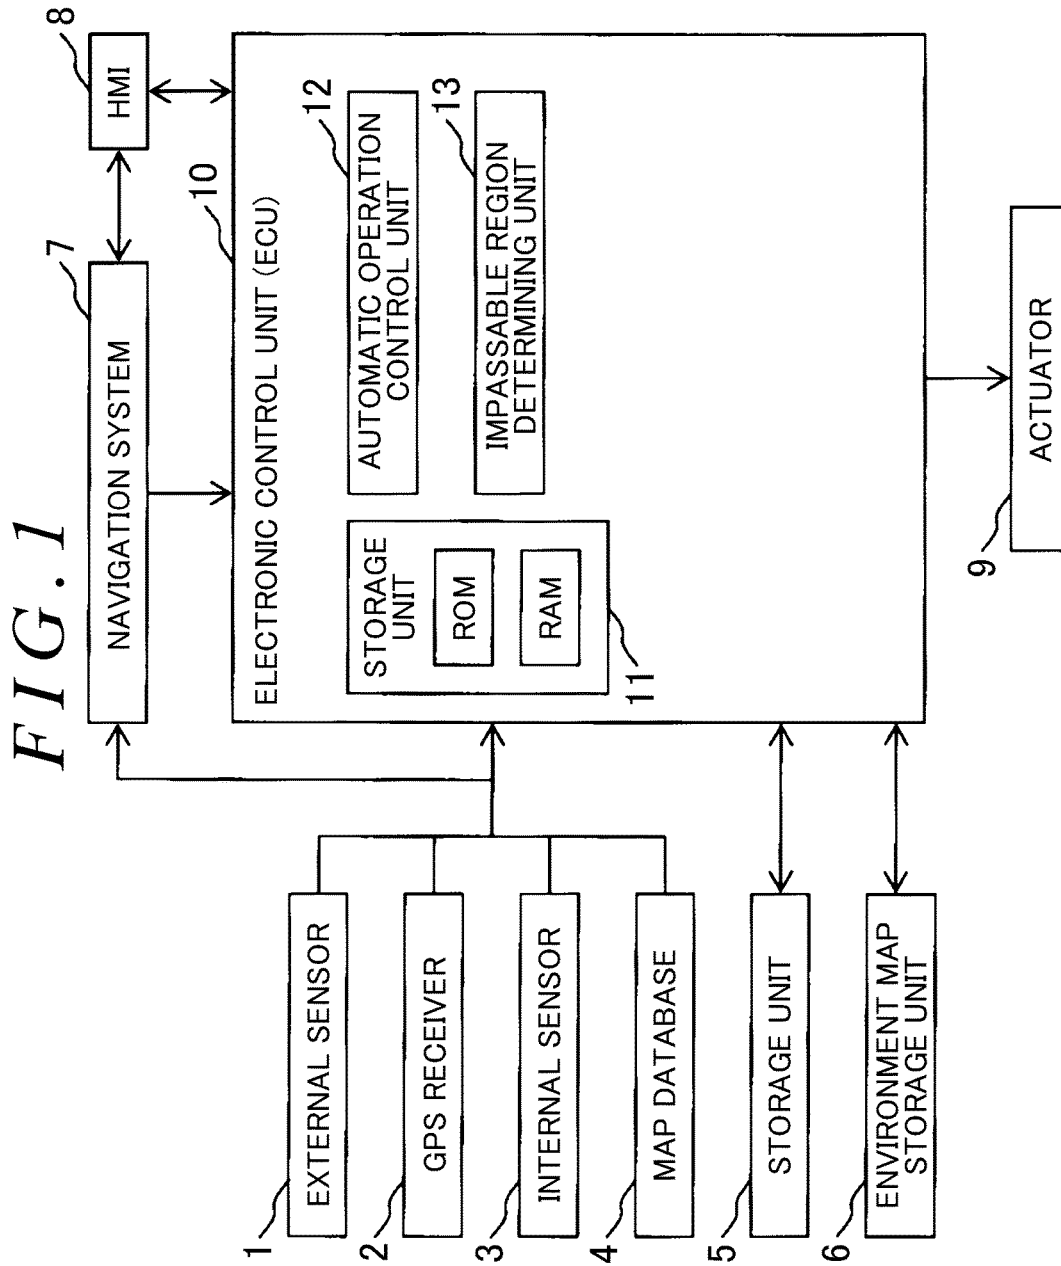 FIG.1
7
8
NAVIGATION SYSTEM
HMI
10
ELECTRONIC CONTROL UNIT (ECU)
1
EXTERNAL SENSOR
2
GPS RECEIVER
3
INTERNAL SENSOR
4
MAP DATABASE
5
STORAGE UNIT
6
ENVIRONMENT MAP
STORAGE UNIT
STORAGE
UNIT
ROM
RAM
11
12
AUTOMATIC OPERATION
CONTROL UNIT
13
IMPASSABLE REGION
DETERMINING UNIT
9
ACTUATOR